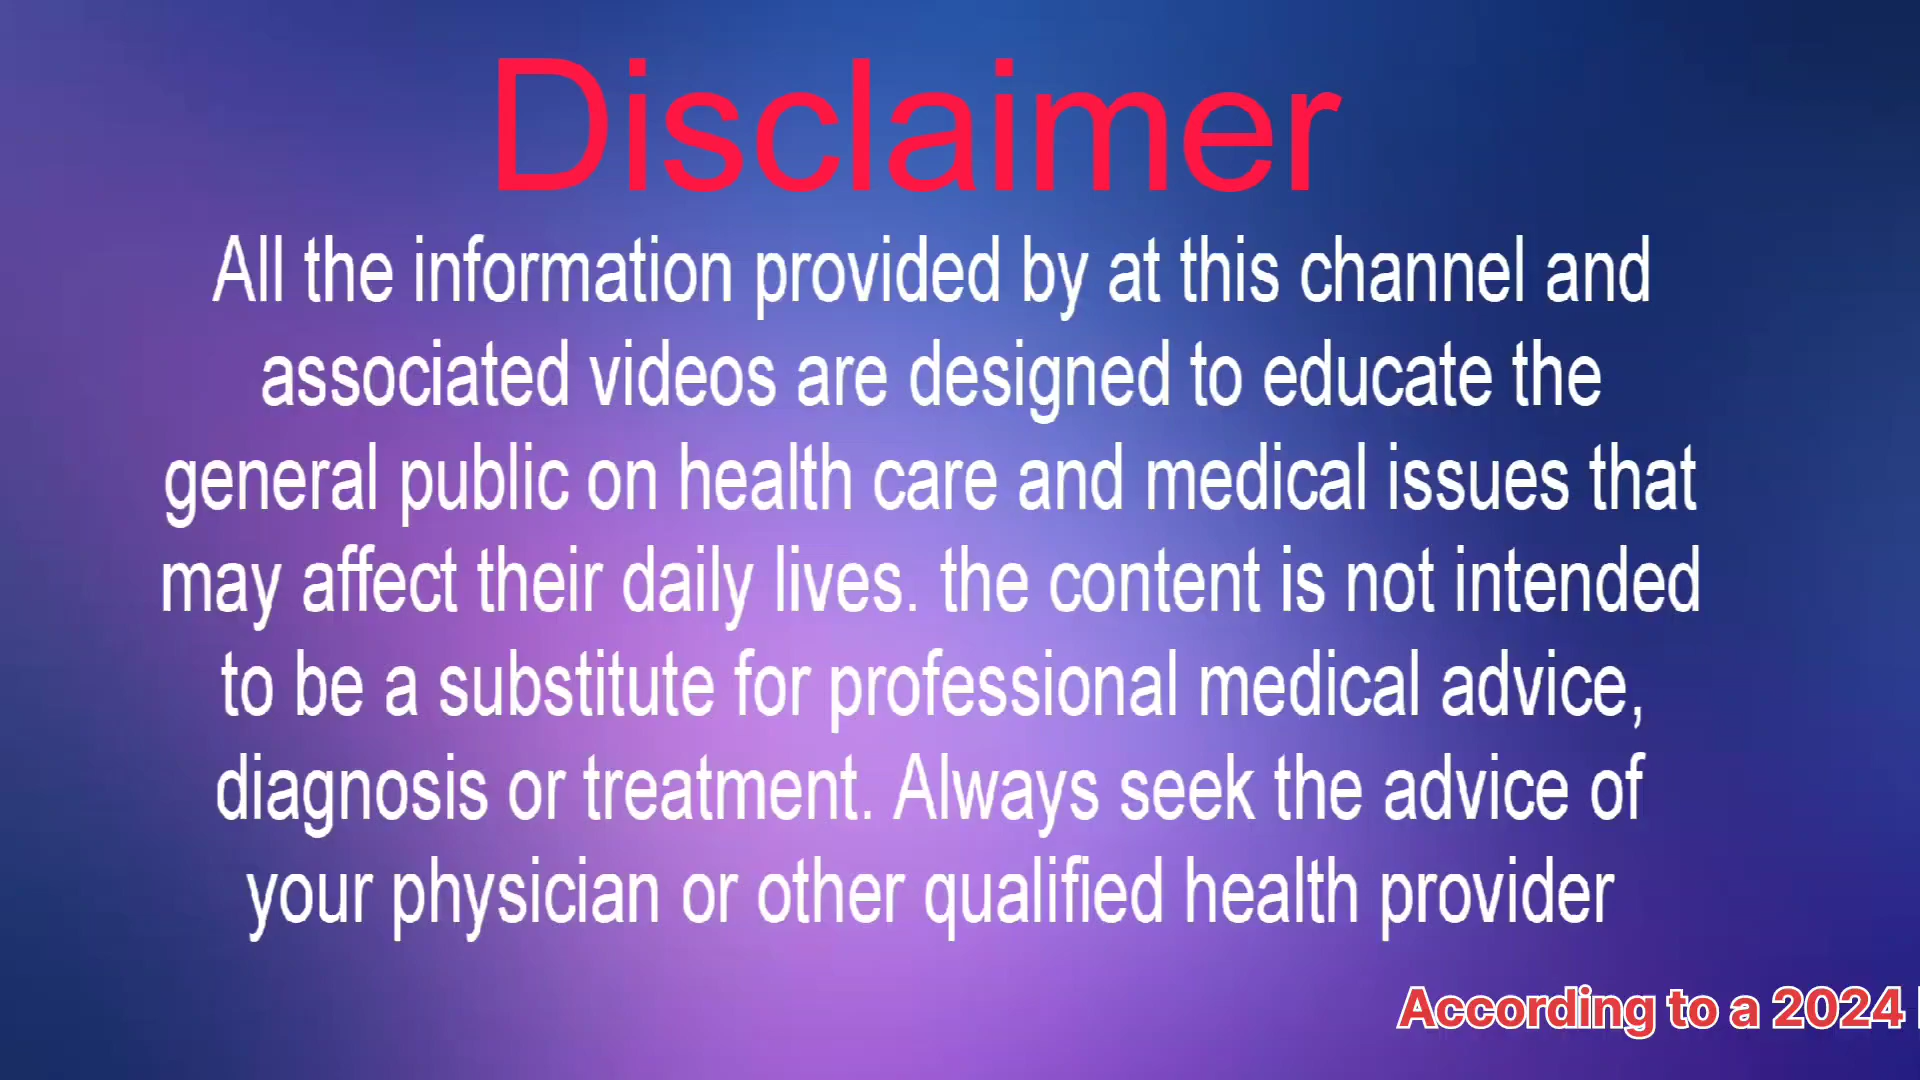 Disclaimer
All the information provided by at this channel and
associated videos are designed to educate the
general public on health care and medical issues that
may affect their daily lives. the content is not intended
to be a substitute for professional medical advice,
diagnosis or treatment. Always seek the advice of
your physician or other qualified health provider
According to a 2024